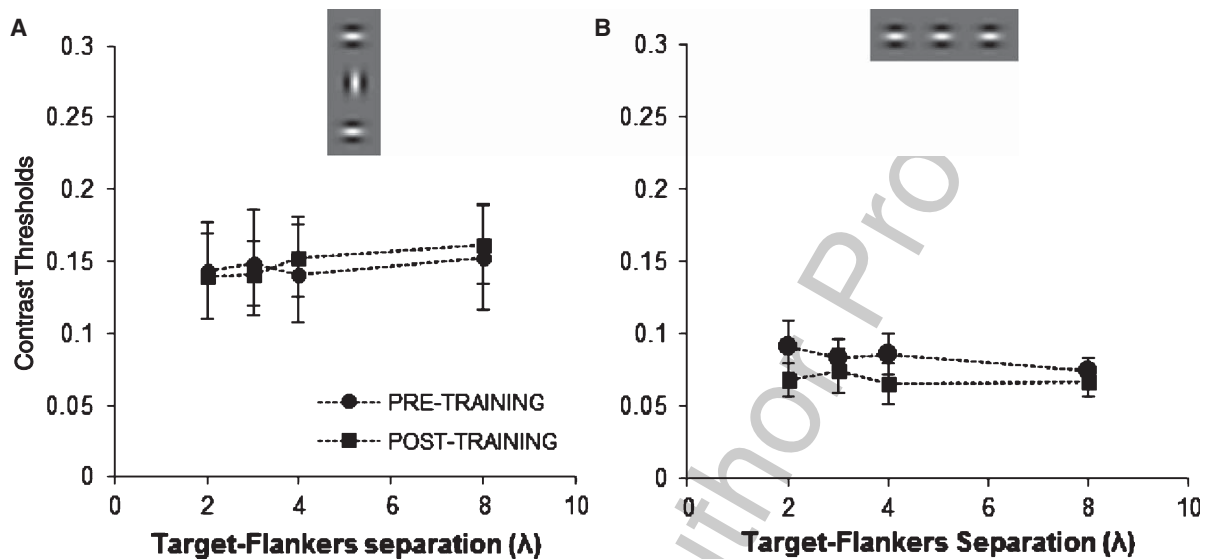 A
B
0.3
0.25
0.2
0.15
0.1
0.05
0
Contrast Thresholds
PRE-TRAINING
POST-TRAINING
0 2 4 6 8 10
Target-Flankers separation (λ)
0.3
0.25
0.2
0.15
0.1
0.05
0
0 2 4 6 8 10
Target-Flankers Separation (λ)